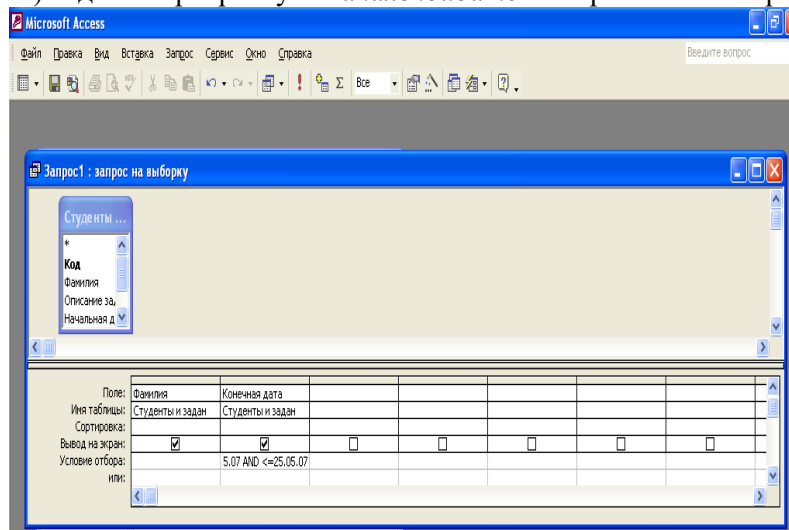 Microsoft Access
Файл Правка Вид Вставка Запрос Сервис Окно Справка
Введите вопрос
Все
Запрос1 : запрос на выборку
Студенты ...
*
Код
Фамилия
Описание за,
Начальная д
Поле: Фамилия Конечная дата
Имя таблицы: Студенты и задан Студенты и задан
Сортировка:
Вывод на экран:
Условие отбора: 5.07 AND <=25.05.07
или: